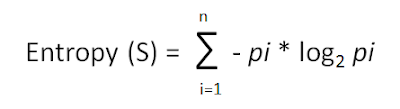 n
Entropy (S) = ∑ - pi * log₂ pi
i=1